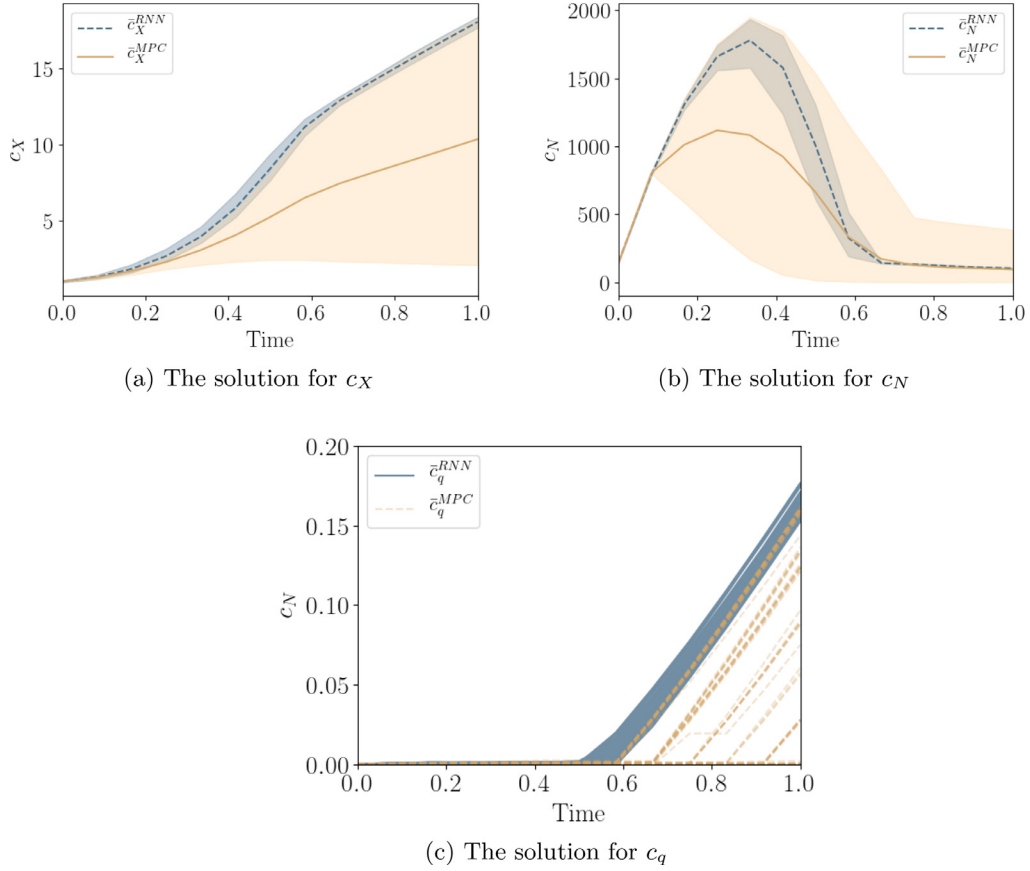 c̄_X^{RNN}
c̄_X^{MPC}
15
10
5
c_X
0.0 0.2 0.4 0.6 0.8 1.0
Time
(a) The solution for c_X
c̄_N^{RNN}
c̄_N^{MPC}
2000
1500
1000
500
0
c_N
0.0 0.2 0.4 0.6 0.8 1.0
Time
(b) The solution for c_N
c̄_q^{RNN}
c̄_q^{MPC}
0.20
0.15
0.10
0.05
0.00
c_N
0.0 0.2 0.4 0.6 0.8 1.0
Time
(c) The solution for c_q